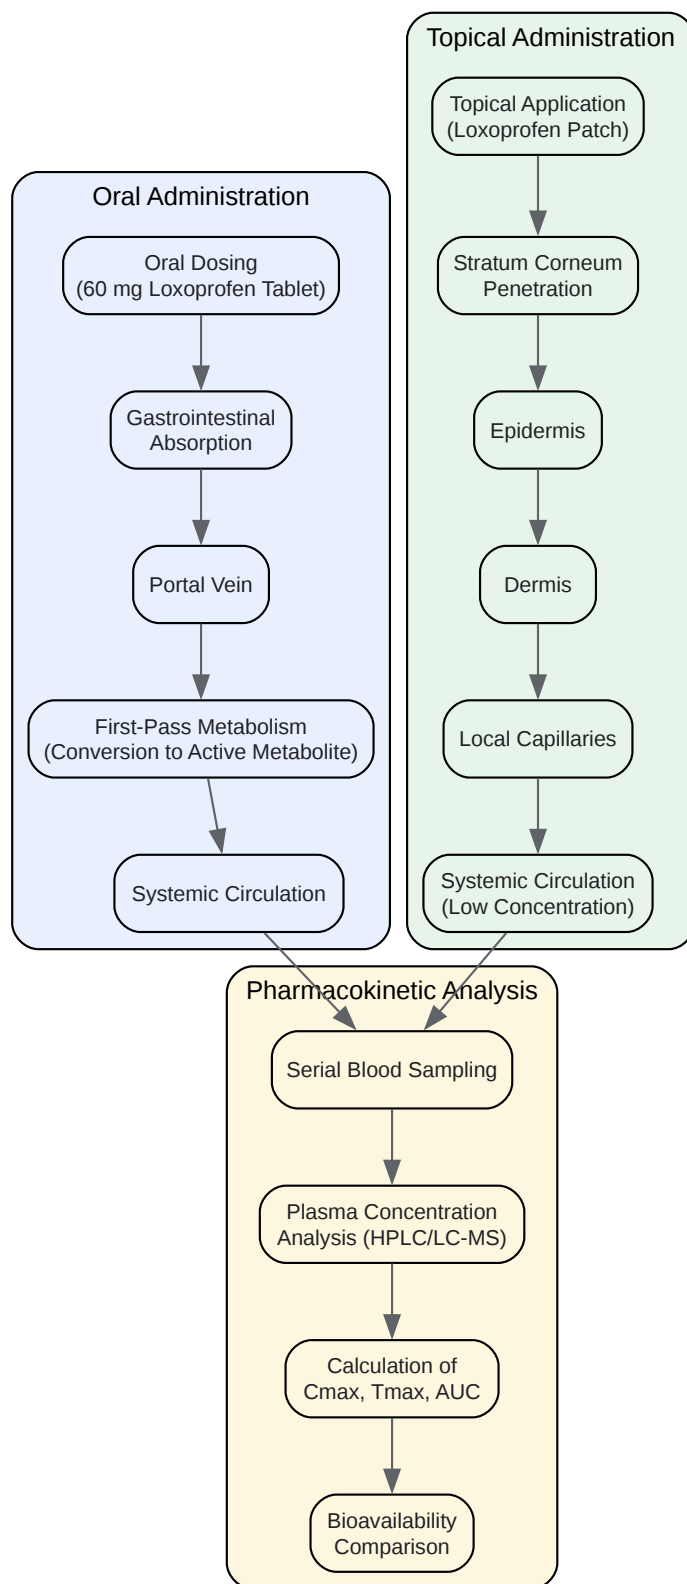 Topical Administration
Topical Application
(Loxoprofen Patch)
Stratum Corneum
Penetration
Epidermis
Dermis
Local Capillaries
Systemic Circulation
(Low Concentration)
Oral Administration
Oral Dosing
(60 mg Loxoprofen Tablet)
Gastrointestinal
Absorption
Portal Vein
First-Pass Metabolism
(Conversion to Active Metabolite)
Systemic Circulation
Pharmacokinetic Analysis
Serial Blood Sampling
Plasma Concentration
Analysis (HPLC/LC-MS)
Calculation of
Cmax, Tmax, AUC
Bioavailability
Comparison